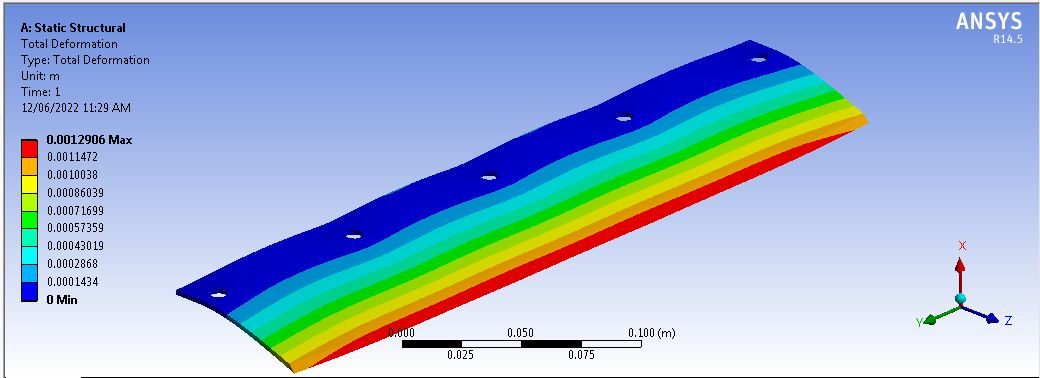 A: Static Structural
Total Deformation
Type: Total Deformation
Unit: m
Time: 1
12/06/2022 11:29 AM
ANSYS
R14.5
0.0012906 Max
0.0011472
0.0010038
0.00086039
0.00071699
0.00057359
0.00043019
0.0002868
0.0001434
0 Min
0.000
0.050
0.100 (m)
0.025
0.075
X
Y
Z